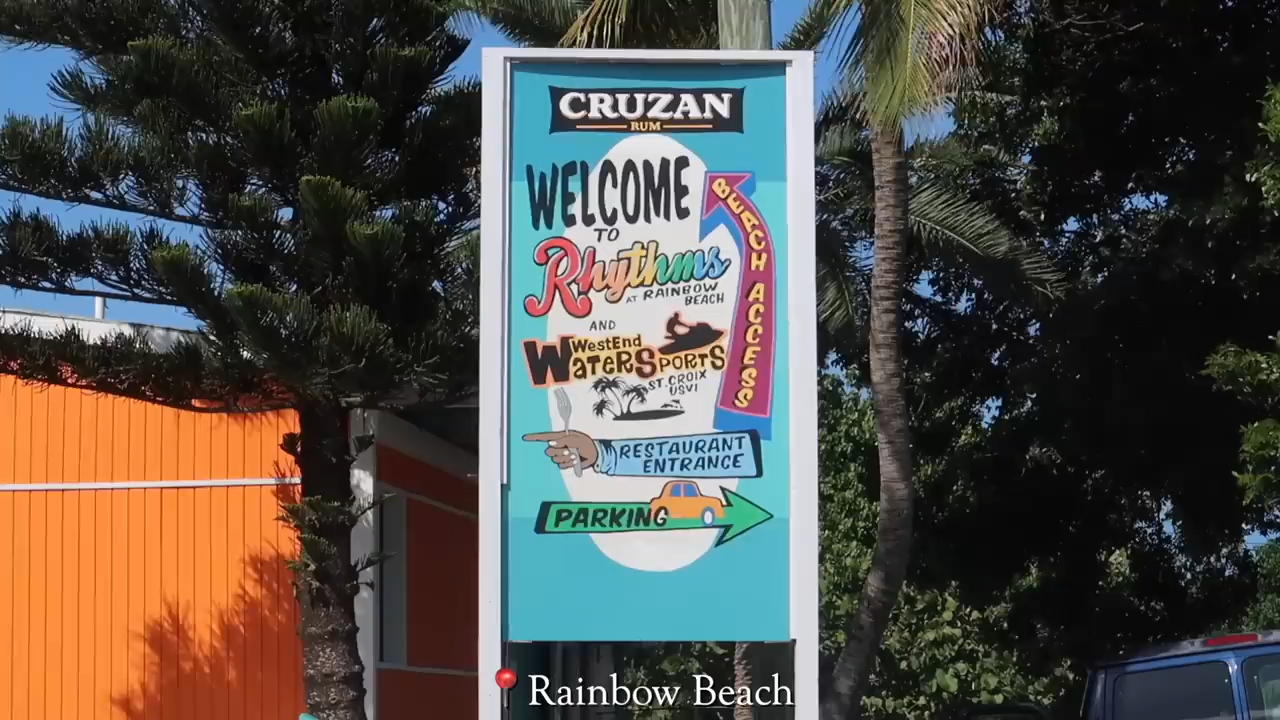 CRUZAN
RUM
WELCOME
TO
Rhythms
AT RAINBOW
BEACH
BEACH ACCESS
AND
WestEnd
WaterSports
ST. CROIX
USVI
RESTAURANT
ENTRANCE
PARKING
Rainbow Beach